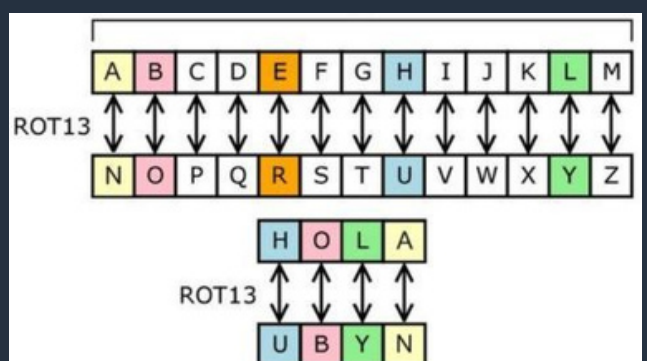 A B C D E F G H I J K L M
ROT13
N O P Q R S T U V W X Y Z
H O L A
ROT13
U B Y N